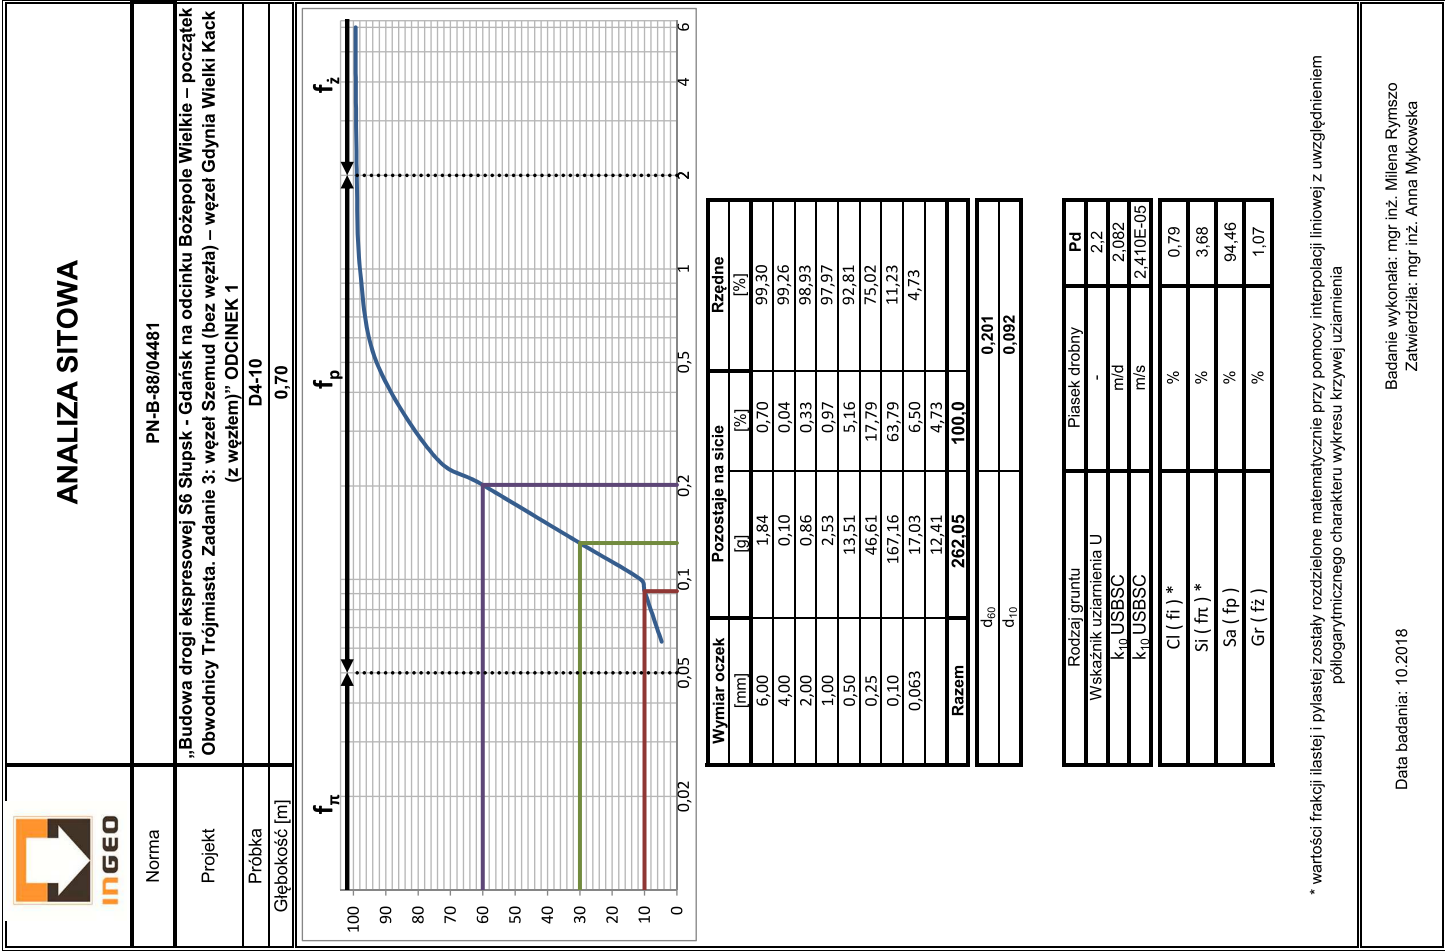 INGEO
ANALIZA SITOWA
Norma PN-B-88/04481
Projekt
„Budowa drogi ekspresowej S6 Słupsk - Gdańsk na odcinku Bożepole Wielkie – początek
Obwodnicy Trójmiasta. Zadanie 3: węzeł Szemud (bez węzła) – węzeł Gdynia Wielki Kack
(z węzłem)” ODCINEK 1
Próbka D4-10
Głębokość [m] 0,70
fπ fp fż
100
90
80
70
60
50
40
30
20
10
0
0,02 0,05 0,1 0,2 0,5 1 2 4 6
Wymiar oczek Pozostaje na sicie Rzędne
[mm] [g] [%] [%]
6,00 1,84 0,70 99,30
4,00 0,10 0,04 99,26
2,00 0,86 0,33 98,93
1,00 2,53 0,97 97,97
0,50 13,51 5,16 92,81
0,25 46,61 17,79 75,02
0,10 167,16 63,79 11,23
0,063 17,03 6,50 4,73
12,41 4,73
Razem 262,05 100,0
d60 0,201
d10 0,092
Rodzaj gruntu Piasek drobny Pd
Wskaźnik uziarnienia U - 2,2
k10 USBSC m/d 2,082
k10 USBSC m/s 2,410E-05
Cl ( fi ) * % 0,79
Si ( fπ ) * % 3,68
Sa ( fp ) % 94,46
Gr ( fż ) % 1,07
* wartości frakcji ilastej i pylastej zostały rozdzielone matematycznie przy pomocy interpolacji liniowej z uwzględnieniem
półlogarytmicznego charakteru wykresu krzywej uziarnienia
Data badania: 10.2018
Badanie wykonała: mgr inż. Milena Rymszo
Zatwierdziła: mgr inż. Anna Mykowska